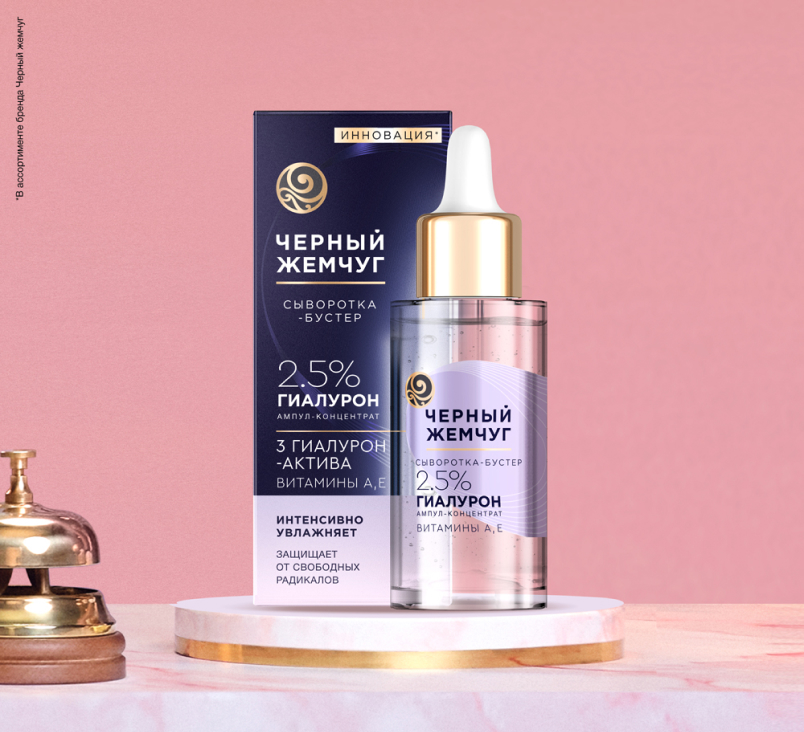 *В ассортименте бренда Черный жемчуг
ИННОВАЦИЯ*
ЧЕРНЫЙ
ЖЕМЧУГ
СЫВОРОТКА
-БУСТЕР
2.5%
ГИАЛУРОН
АМПУЛ-КОНЦЕНТРАТ
3 ГИАЛУРОН
-АКТИВА
ВИТАМИНЫ А,Е
ИНТЕНСИВНО
УВЛАЖНЯЕТ
ЗАЩИЩАЕТ
ОТ СВОБОДНЫХ
РАДИКАЛОВ
ЧЕРНЫЙ
ЖЕМЧУГ
СЫВОРОТКА-БУСТЕР
2.5%
ГИАЛУРОН
АМПУЛ-КОНЦЕНТРАТ
ВИТАМИНЫ А,Е